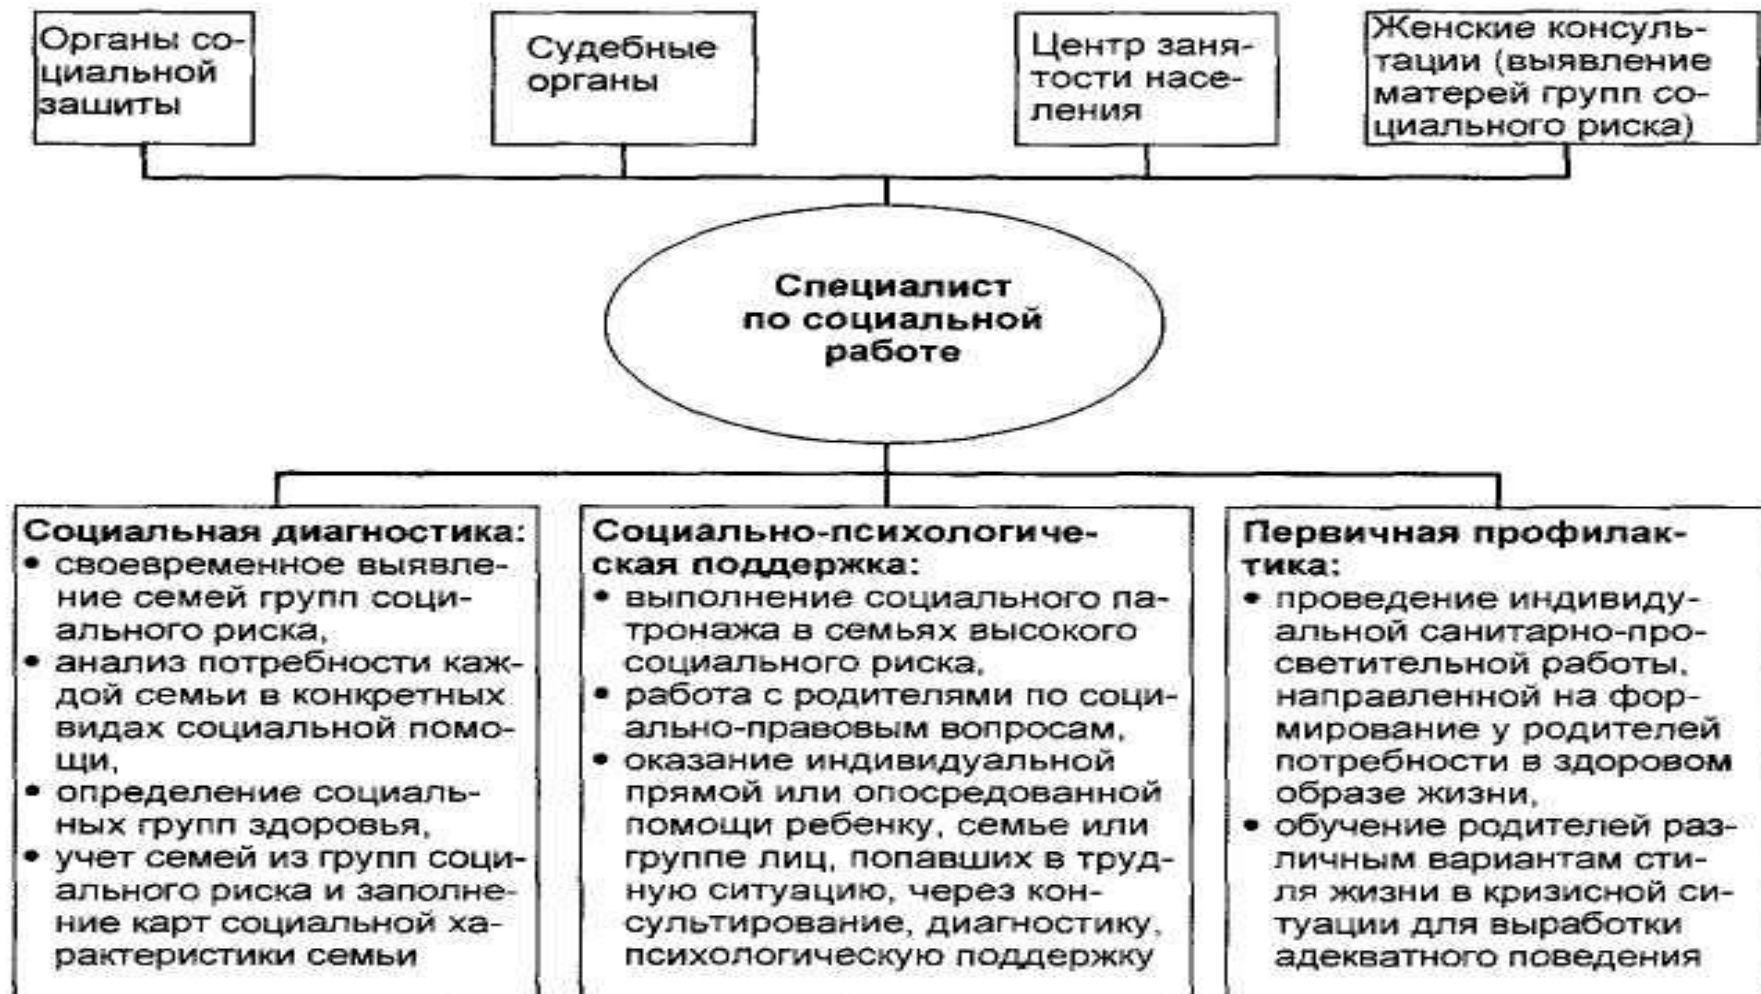 Органы со-
циальной
зашиты
Судебные
органы
Центр заня-
тости насе-
ления
Женские консуль-
тации (выявление
матерей групп со-
циального риска)
Специалист
по социальной
работе
Социальная диагностика:
• своевременное выявле-
ние семей групп соци-
ального риска,
• анализ потребности каж-
дой семьи в конкретных
видах социальной помо-
щи,
• определение социаль-
ных групп здоровья,
• учет семей из групп соци-
ального риска и заполне-
ние карт социальной ха-
рактеристики семьи
Социально-психологиче-
ская поддержка:
• выполнение социального па-
тронажа в семьях высокого
социального риска,
• работа с родителями по соци-
ально-правовым вопросам,
• оказание индивидуальной
прямой или опосредованной
помощи ребенку, семье или
группе лиц, попавших в труд-
ную ситуацию, через кон-
сультирование, диагностику,
психологическую поддержку
Первичная профилак-
тика:
• проведение индивиду-
альной санитарно-про-
светительной работы,
направленной на фор-
мирование у родителей
потребности в здоровом
образе жизни,
• обучение родителей раз-
личным вариантам сти-
ля жизни в кризисной си-
туации для выработки
адекватного поведения